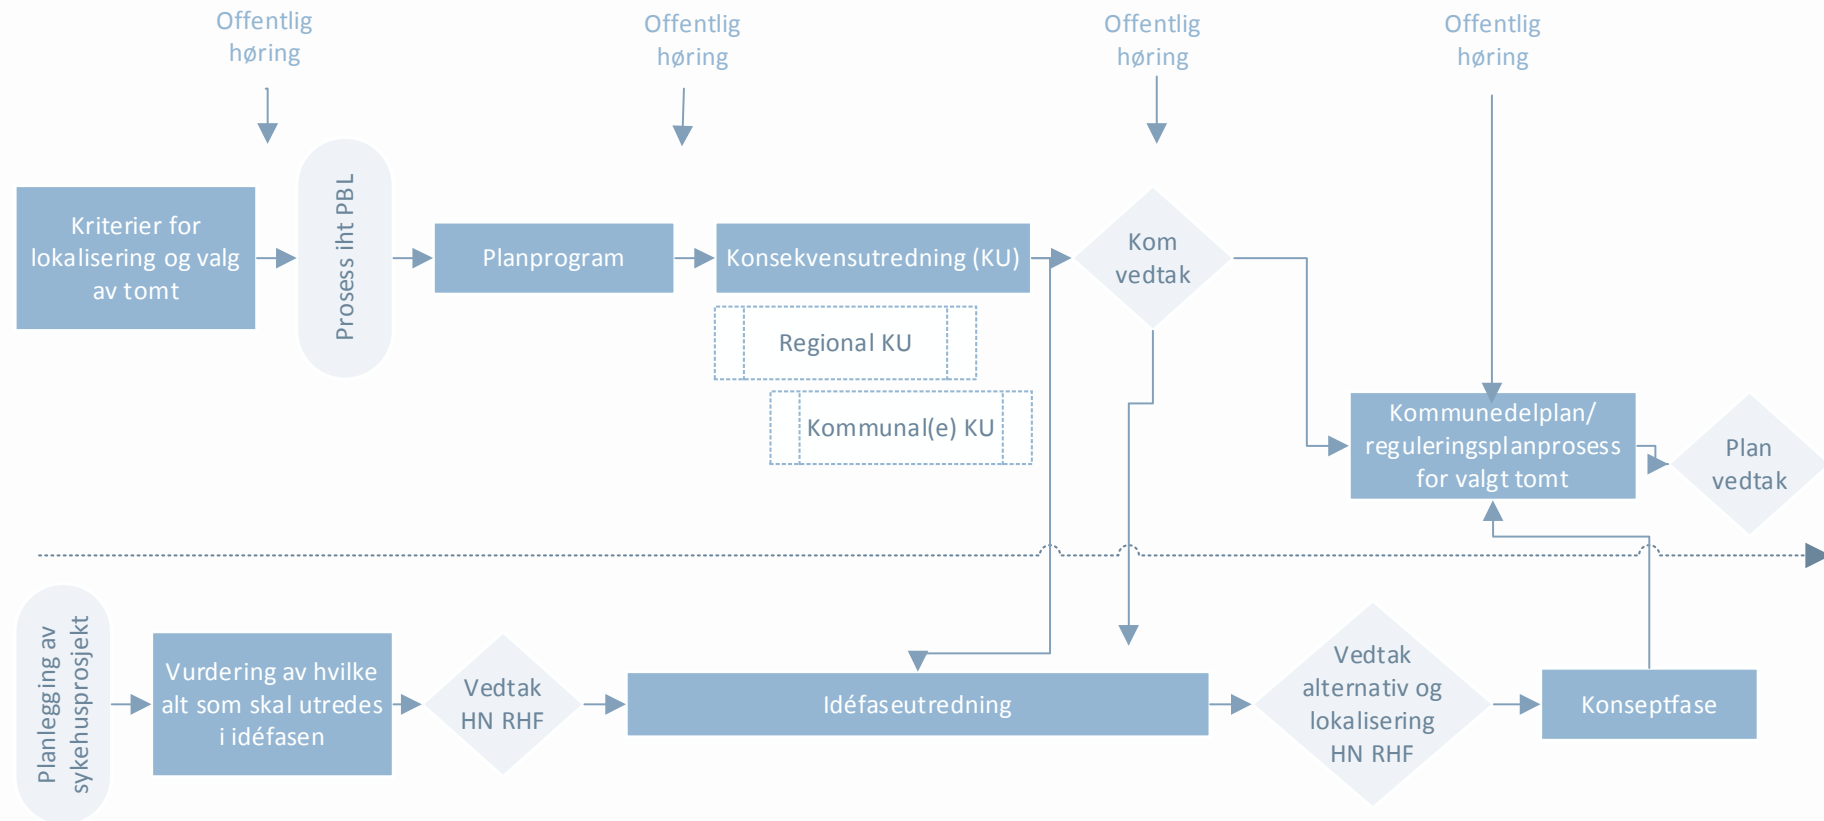 Offentlig
høring
Offentlig
høring
Offentlig
høring
Offentlig
høring
Kriterier for
lokalisering og valg
av tomt
Prosess iht PBL
Planprogram
Konsekvensutredning (KU)
Regional KU
Kommunal(e) KU
Kom
vedtak
Kommunedelplan/
reguleringsplanprosess
for valgt tomt
Plan
vedtak
Planlegging av
sykehusprosjekt
Vurdering av hvilke
alt som skal utredes
i idéfasen
Vedtak
HN RHF
Idéfaseutredning
Vedtak
alternativ og
lokalisering
HN RHF
Konseptfase